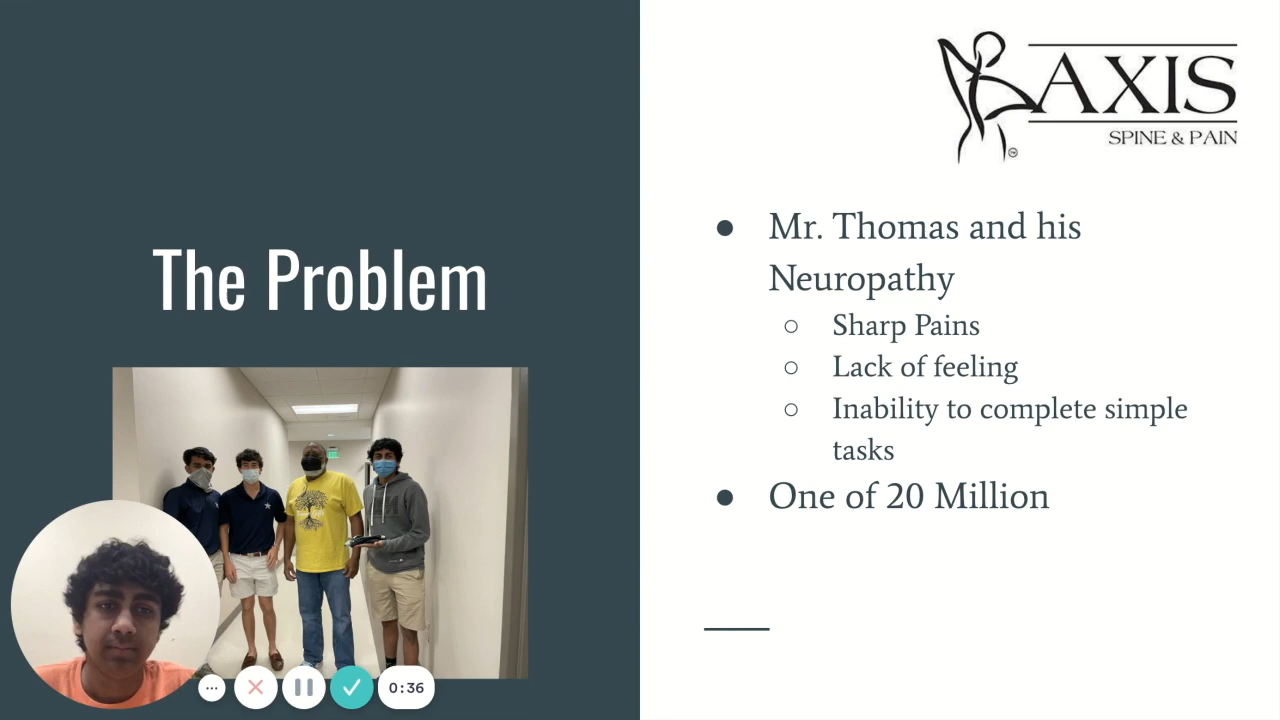 The Problem
AXIS
SPINE & PAIN
● Mr. Thomas and his
Neuropathy
○ Sharp Pains
○ Lack of feeling
○ Inability to complete simple
tasks
● One of 20 Million
0:36